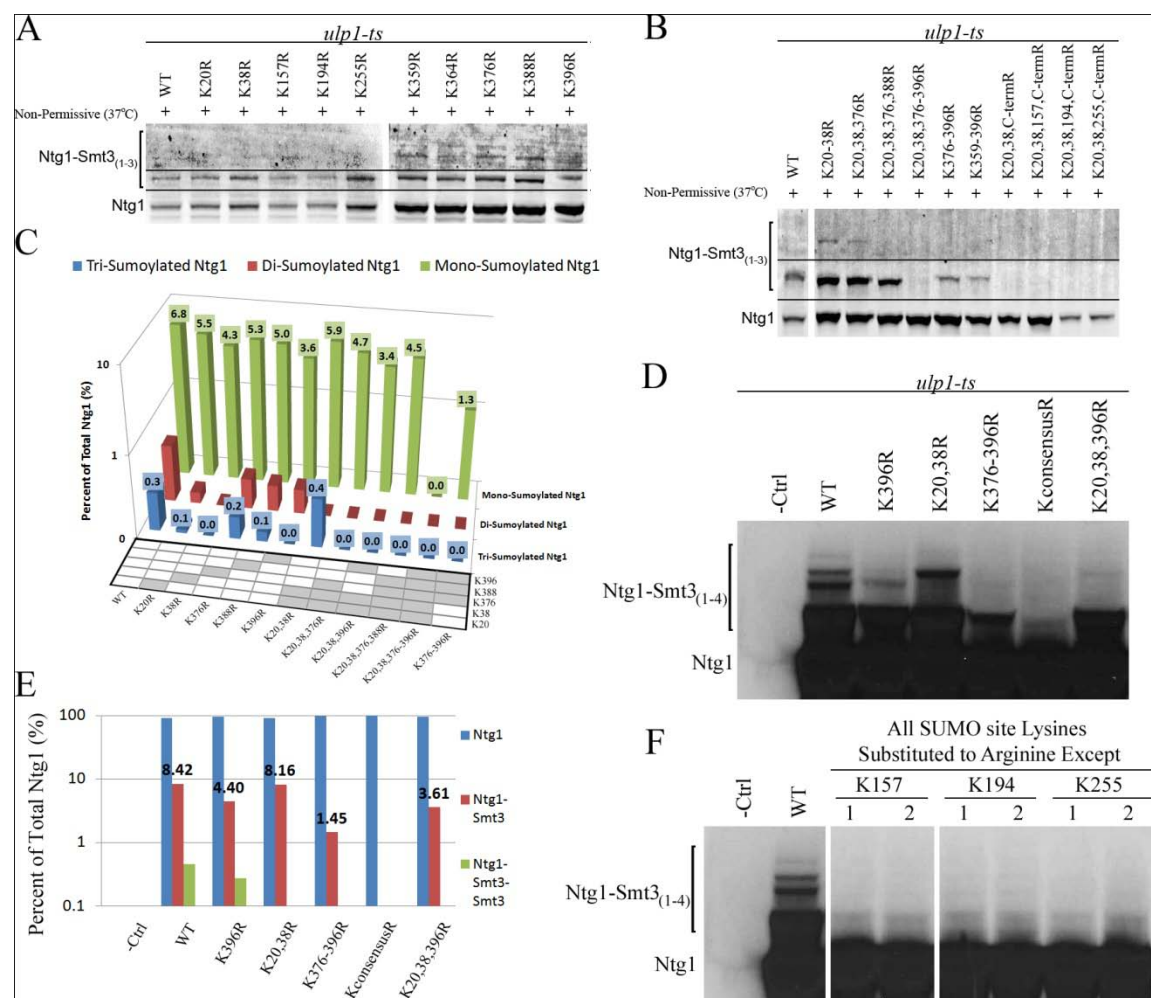 A
ulp1-ts
WT
K20R
K38R
K157R
K194R
K255R
K359R
K364R
K376R
K388R
K396R
Non-Permissive (37°C) + + + + + + + + + + +
Ntg1-Smt3(1-3)
Ntg1
B
ulp1-ts
WT
K20-38R
K20,38,376R
K20,38,376,388R
K20,38,376-396R
K376-396R
K359-396R
K20,38,C-termR
K20,38,157,C-termR
K20,38,194,C-termR
K20,38,255,C-termR
Non-Permissive (37°C) + + + + + + + + + + +
Ntg1-Smt3(1-3)
Ntg1
C
Tri-Sumoylated Ntg1 Di-Sumoylated Ntg1 Mono-Sumoylated Ntg1
Percent of Total Ntg1 (%)
10
1
0
6.8 5.5 4.3 5.3 5.0 3.6 5.9 4.7 3.4 4.5 0.0 1.3
0.3 0.1 0.0 0.2 0.1 0.0 0.4 0.0 0.0 0.0 0.0 0.0
Mono-Sumoylated Ntg1
Di-Sumoylated Ntg1
Tri-Sumoylated Ntg1
K396
K388
K376
K38
K20
WT
K20R
K38R
K376R
K388R
K396R
K20,38R
K20,38,376R
K20,38,396R
K20,38,376,388R
K20,38,376-396R
K376-396R
D
ulp1-ts
-Ctrl
WT
K396R
K20,38R
K376-396R
KconsensusR
K20,38,396R
Ntg1-Smt3(1-4)
Ntg1
E
Percent of Total Ntg1 (%)
100
10
1
0.1
8.42
4.40
8.16
1.45
3.61
-Ctrl
WT
K396R
K20,38R
K376-396R
KconsensusR
K20,38,396R
Ntg1
Ntg1-
Smt3
Ntg1-
Smt3-
Smt3
F
All SUMO site Lysines
Substituted to Arginine Except
-Ctrl
WT
K157 K194 K255
1 2 1 2 1 2
Ntg1-Smt3(1-4)
Ntg1